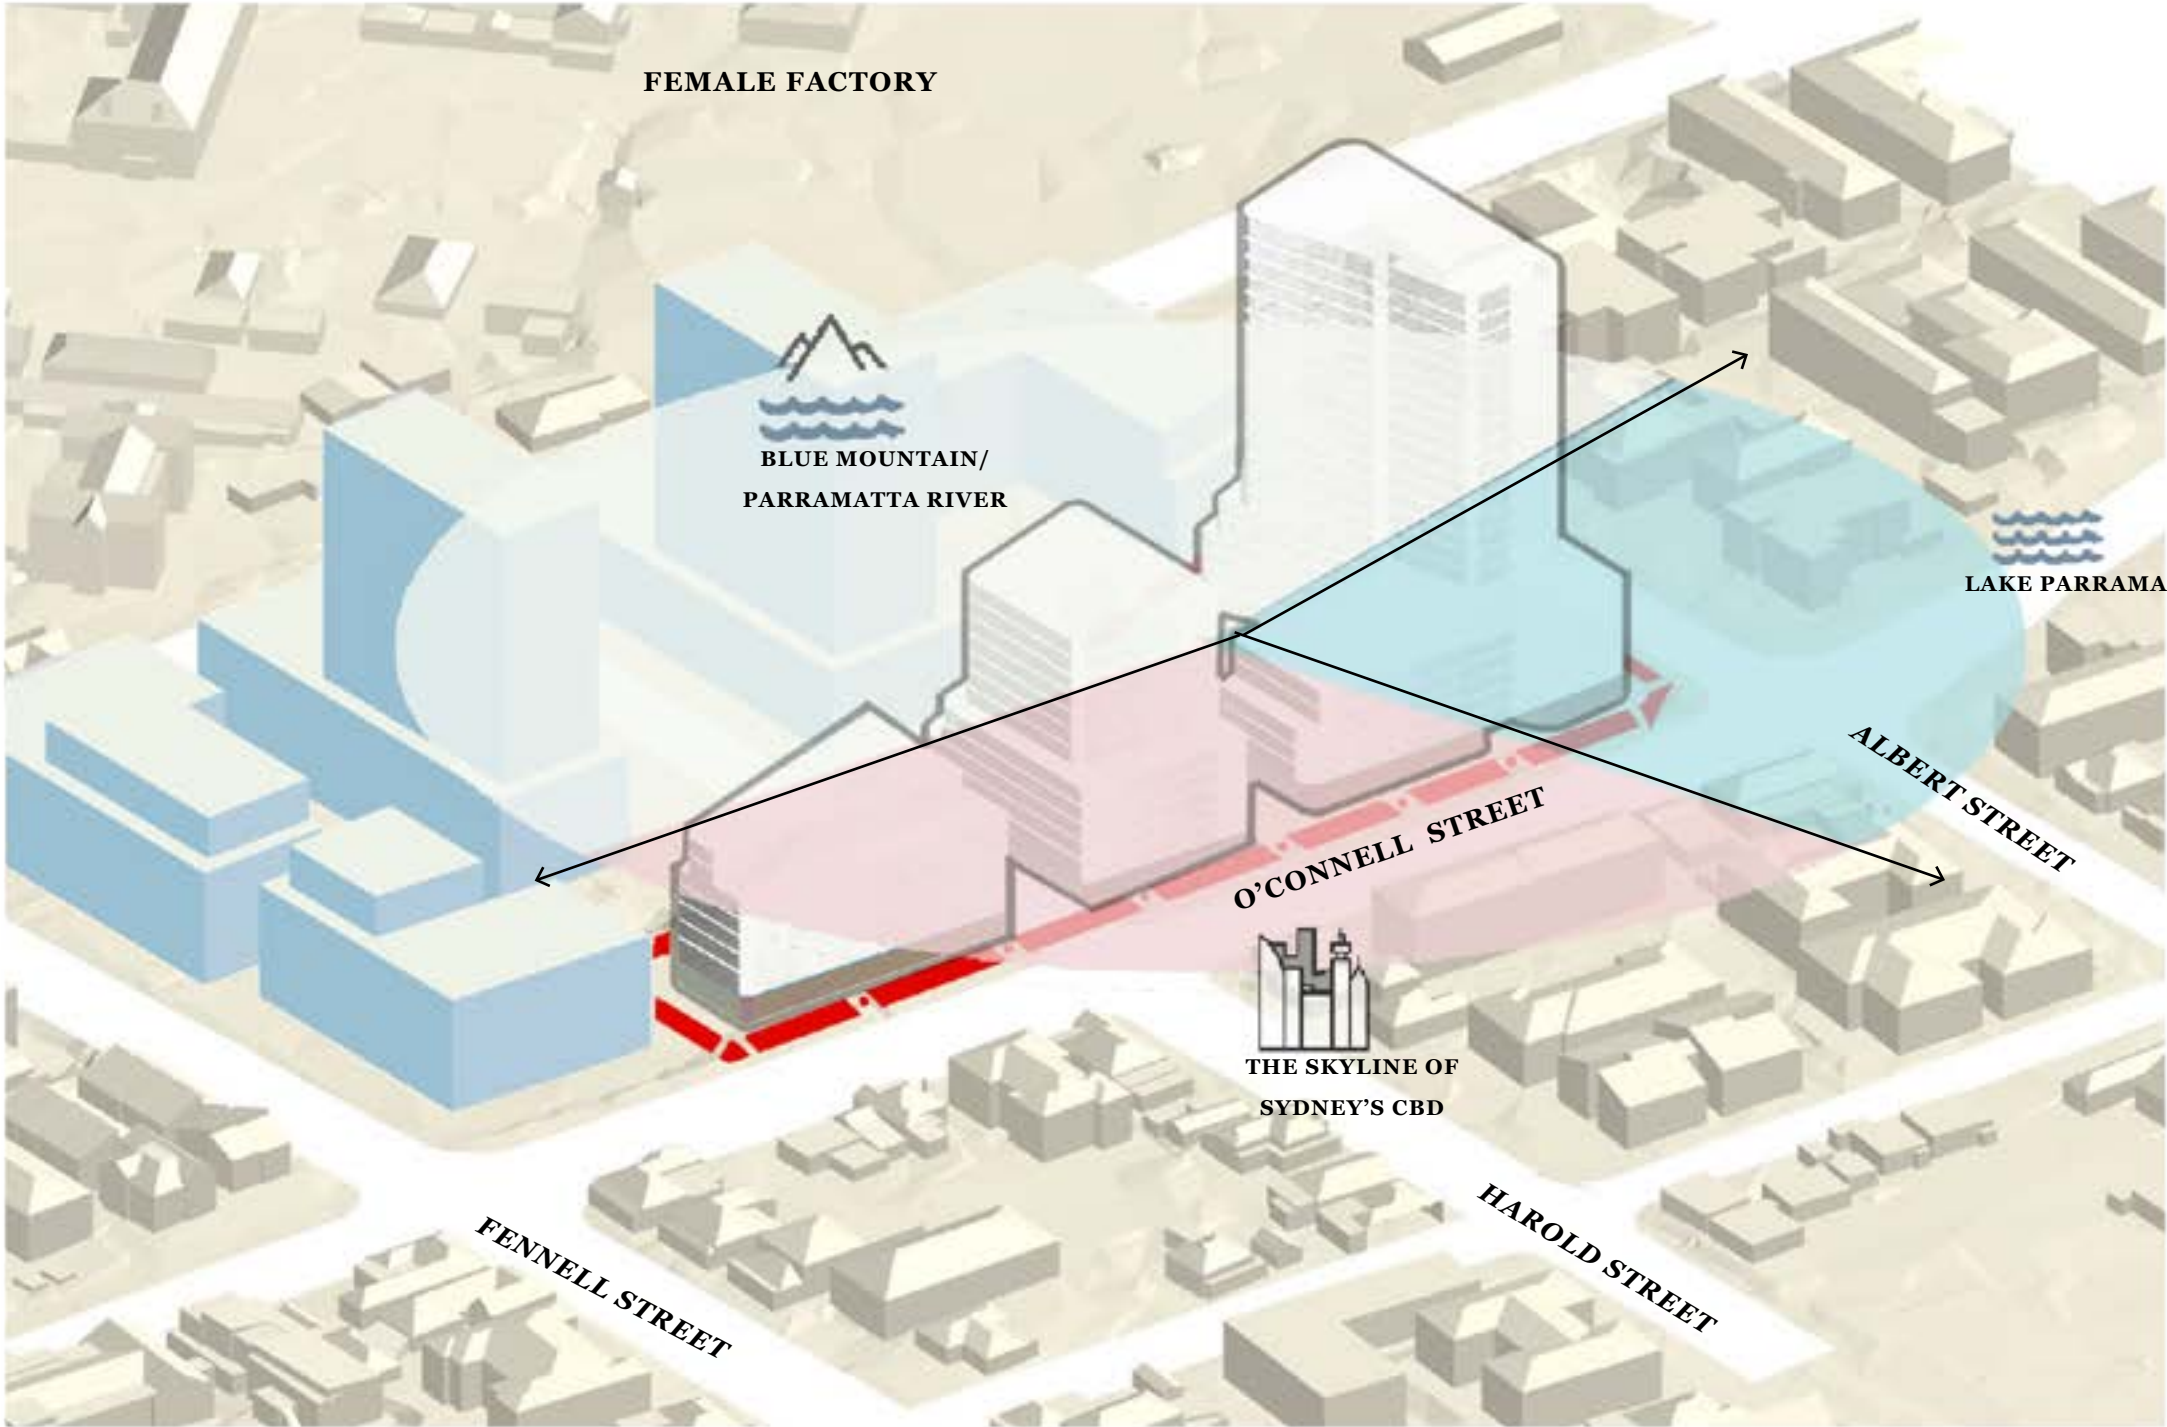 FEMALE FACTORY
BLUE MOUNTAIN/
PARRAMATTA RIVER
LAKE PARRAMA
ALBERT STREET
O'CONNELL STREET
THE SKYLINE OF
SYDNEY'S CBD
HAROLD STREET
FENNELL STREET